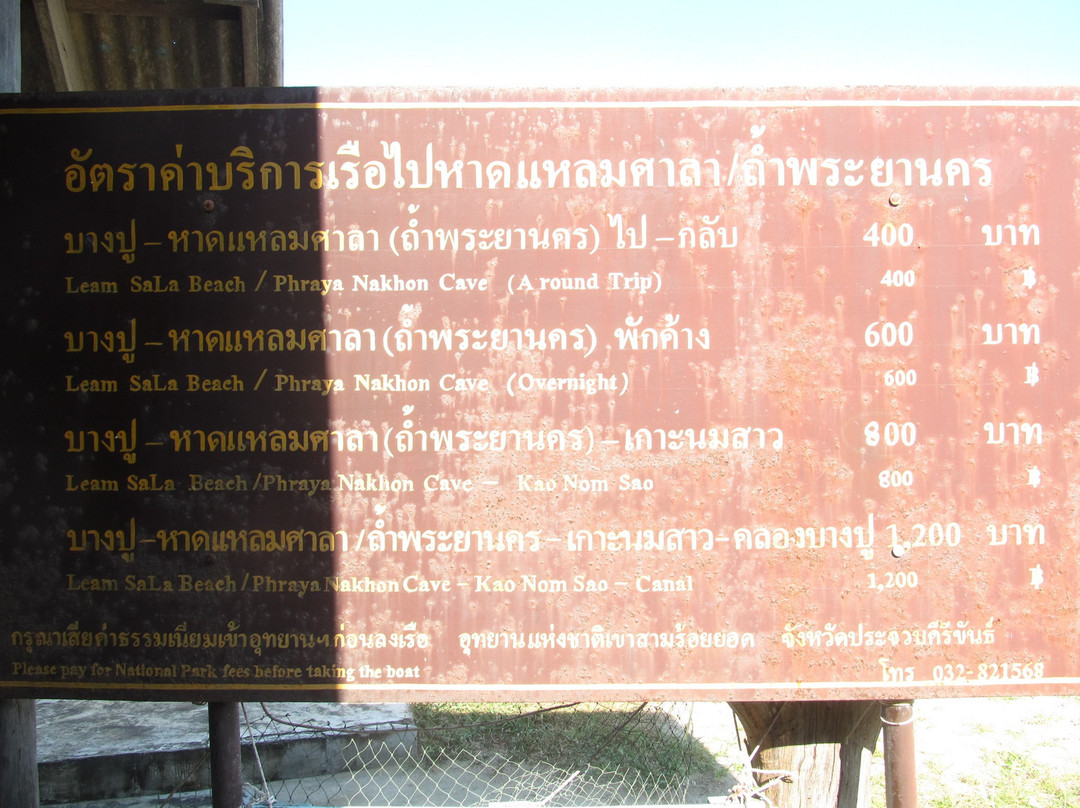 อัตราค่าบริการเรือไปหาดแหลมศาลา/ถ้ำพระยานคร
บางปู – หาดแหลมศาลา (ถ้ำพระยานคร) ไป – กลับ 400 บาท
Leam SaLa Beach / Phraya Nakhon Cave (A round Trip) 400 ฿
บางปู – หาดแหลมศาลา (ถ้ำพระยานคร) พักค้าง 600 บาท
Leam SaLa Beach / Phraya Nakhon Cave (Overnight) 600 ฿
บางปู – หาดแหลมศาลา (ถ้ำพระยานคร) – เกาะนมสาว 800 บาท
Leam SaLa Beach /Phraya Nakhon Cave – Kao Nom Sao 800 ฿
บางปู –หาดแหลมศาลา /ถ้ำพระยานคร – เกาะนมสาว– คลองบางปู 1,200 บาท
Leam SaLa Beach /Phraya Nakhon Cave – Kao Nom Sao – Canal 1,200 ฿
กรุณาเสียค่าธรรมเนียมเข้าอุทยานฯก่อนลงเรือ อุทยานแห่งชาติเขาสามร้อยยอด จังหวัดประจวบคีรีขันธ์
Please pay for National Park fees before taking the boat โทร 032-821568